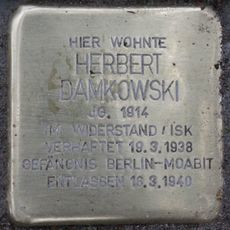 HIER WOHNTE
HERBERT
DAMKOWSKI
JG. 1914
IM WIDERSTAND / ISK
VERHAFTET 19.3.1938
GEFÄNGNIS BERLIN-MOABIT
ENTLASSEN 16.3.1940